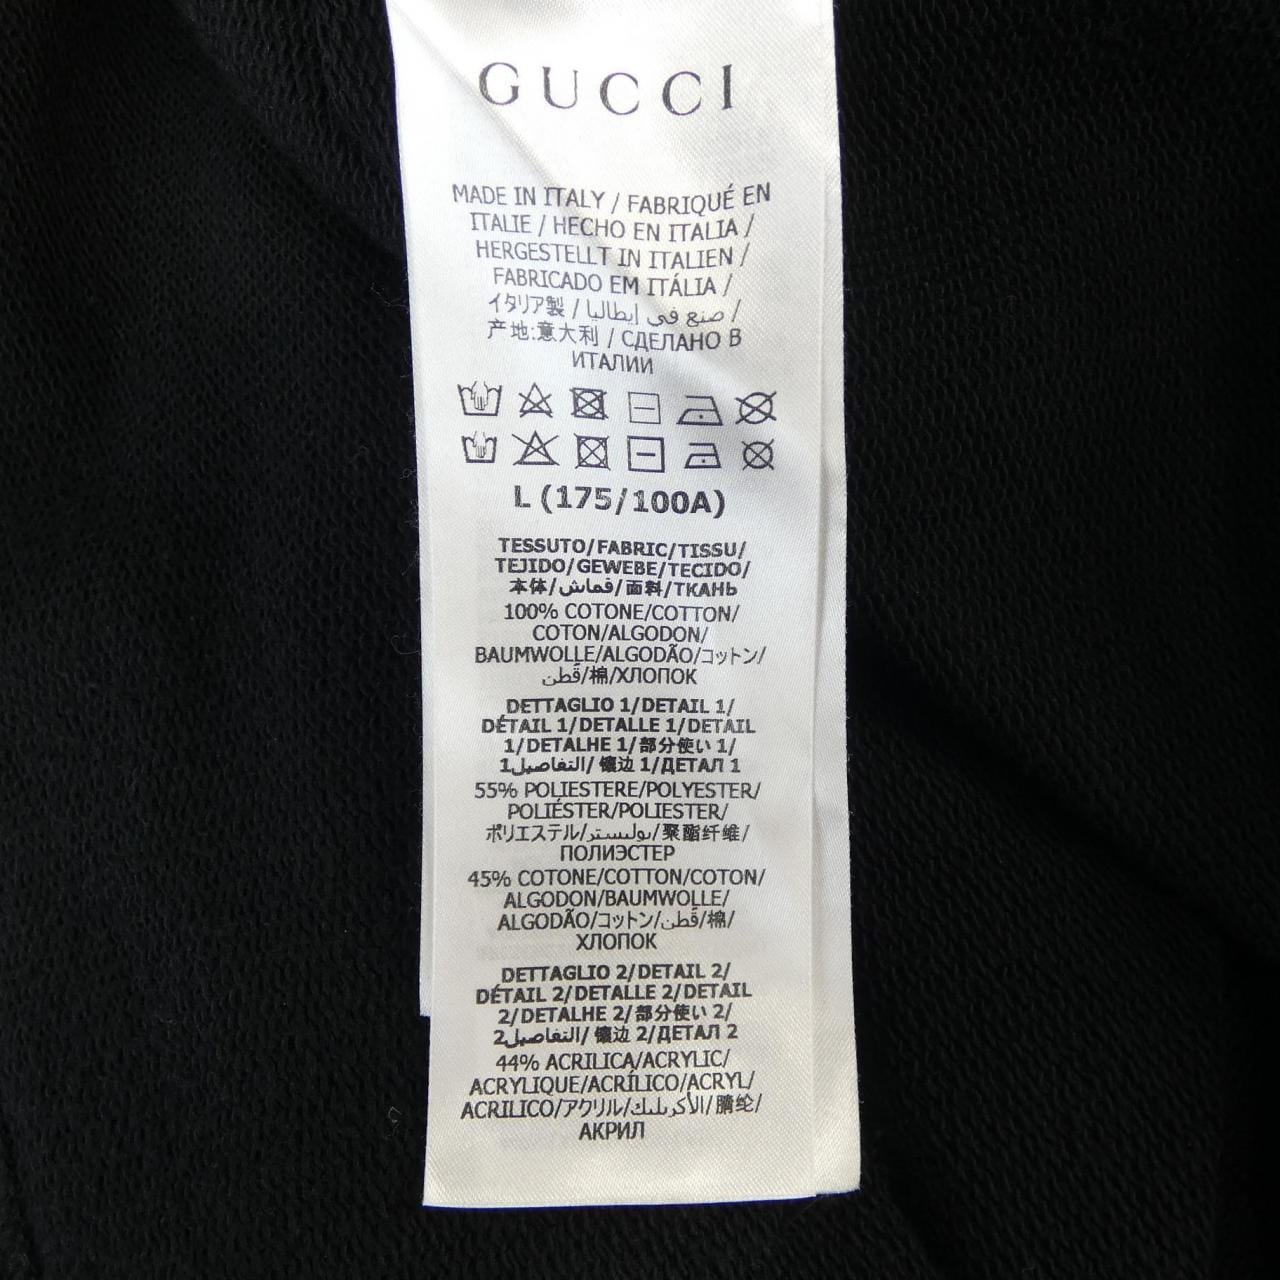 GUCCI
MADE IN ITALY / FABRIQUÉ EN
ITALIE / HECHO EN ITALIA /
HERGESTELLT IN ITALIEN /
FABRICADO EM ITÁLIA /
イタリア製 / صنع في إيطاليا /
产地:意大利 / СДЕЛАНО В
ИТАЛИИ
L (175/100A)
TESSUTO/FABRIC/TISSU/
TEJIDO/GEWEBE/TECIDO/
本体/قماش/面料/ТКАНЬ
100% COTONE/COTTON/
COTON/ALGODON/
BAUMWOLLE/ALGODÃO/コットン/
قُطن/棉/ХЛОПОК
DETTAGLIO 1/DETAIL 1/
DÉTAIL 1/DETALLE 1/DETAIL
1/DETALHE 1/部分使い 1/
التفاصيل1/ 镶边 1/ДЕТАЛ 1
55% POLIESTERE/POLYESTER/
POLIÉSTER/POLIESTER/
ポリエステル/بوليستر/聚酯纤维/
ПОЛИЭСТЕР
45% COTONE/COTTON/COTON/
ALGODON/BAUMWOLLE/
ALGODÃO/コットン/قُطن/棉/
ХЛОПОК
DETTAGLIO 2/DETAIL 2/
DÉTAIL 2/DETALLE 2/DETAIL
2/DETALHE 2/部分使い 2/
التفاصيل2/ 镶边 2/ДЕТАЛ 2
44% ACRILICA/ACRYLIC/
ACRYLIQUE/ACRÍLICO/ACRYL/
ACRILICO/アクリル/الأكريليك/腈纶/
АКРИЛ